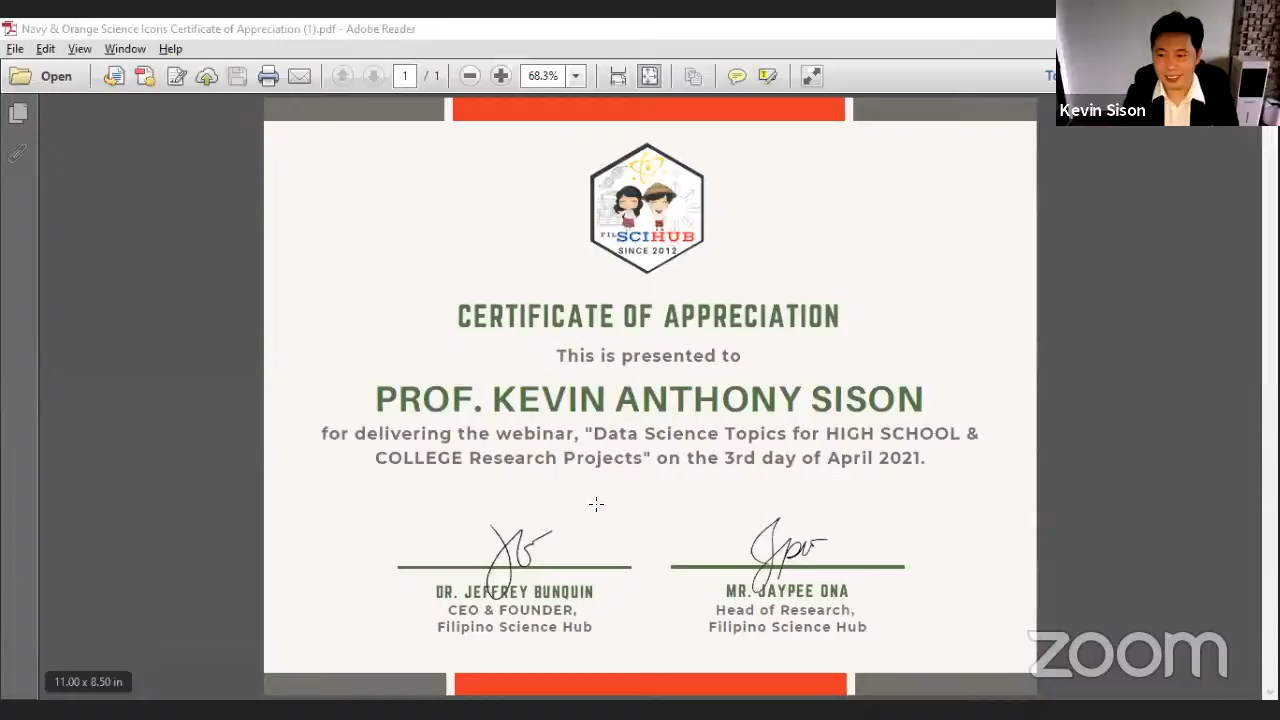 Navy & Orange Science Icons Certificate of Appreciation (1).pdf - Adobe Reader
File Edit View Window Help
Open 1 / 1 68.3%
Kevin Sison
FIL SCIHUB
SINCE 2012
CERTIFICATE OF APPRECIATION
This is presented to
PROF. KEVIN ANTHONY SISON
for delivering the webinar, "Data Science Topics for HIGH SCHOOL &
COLLEGE Research Projects" on the 3rd day of April 2021.
DR. JEFFREY BUNQUIN
CEO & FOUNDER,
Filipino Science Hub
MR. JAYPEE ONA
Head of Research,
Filipino Science Hub
11.00 x 8.50 in
zoom